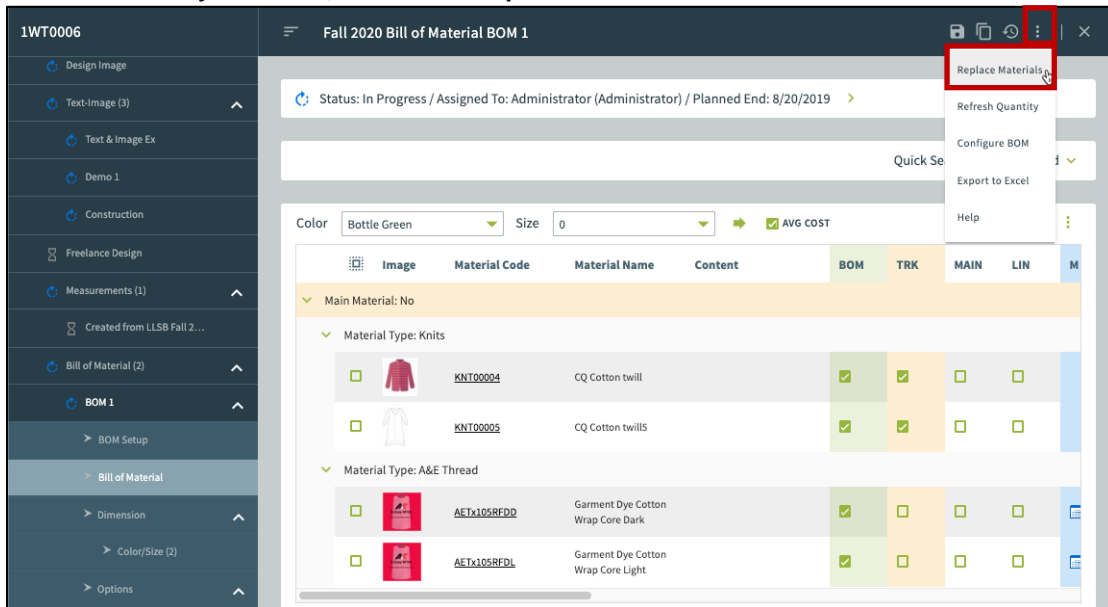 1WT0006
Fall 2020 Bill of Material BOM 1
Design Image
Text-Image (3)
Text & Image Ex
Demo 1
Construction
Freelance Design
Measurements (1)
Created from LLSB Fall 2...
Bill of Material (2)
BOM 1
BOM Setup
Bill of Material
Dimension
Color/Size (2)
Options
Replace Materials
Refresh Quantity
Configure BOM
Export to Excel
Help
Status: In Progress / Assigned To: Administrator (Administrator) / Planned End: 8/20/2019
Quick Se
Color Bottle Green Size 0 AVG COST
Image Material Code Material Name Content BOM TRK MAIN LIN M
Main Material: No
Material Type: Knits
KNT00004 CQ Cotton twill
KNT00005 CQ Cotton twill5
Material Type: A&E Thread
AETx105RFDD Garment Dye Cotton
Wrap Core Dark
AETx105RFDL Garment Dye Cotton
Wrap Core Light